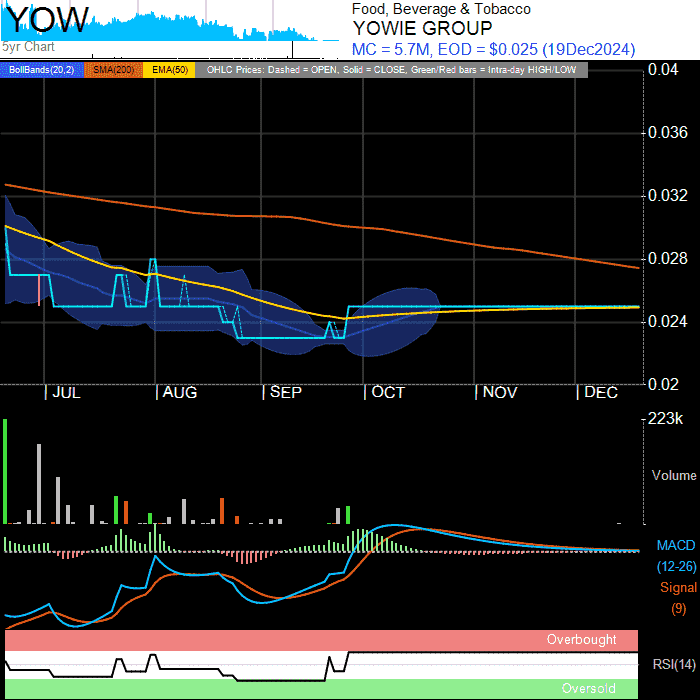 YOW
5yr Chart
Food, Beverage & Tobacco
YOWIE GROUP
MC = 5.7M, EOD = $0.025 (19Dec2024)
BollBands(20,2) SMA(200) EMA(50) OHLC Prices: Dashed = OPEN, Solid = CLOSE, Green/Red bars = Intra-day HIGH/LOW
0.04
0.036
0.032
0.028
0.024
0.02
JUL AUG SEP OCT NOV DEC
223k
Volume
MACD
(12-26)
Signal
(9)
Overbought
RSI(14)
Oversold